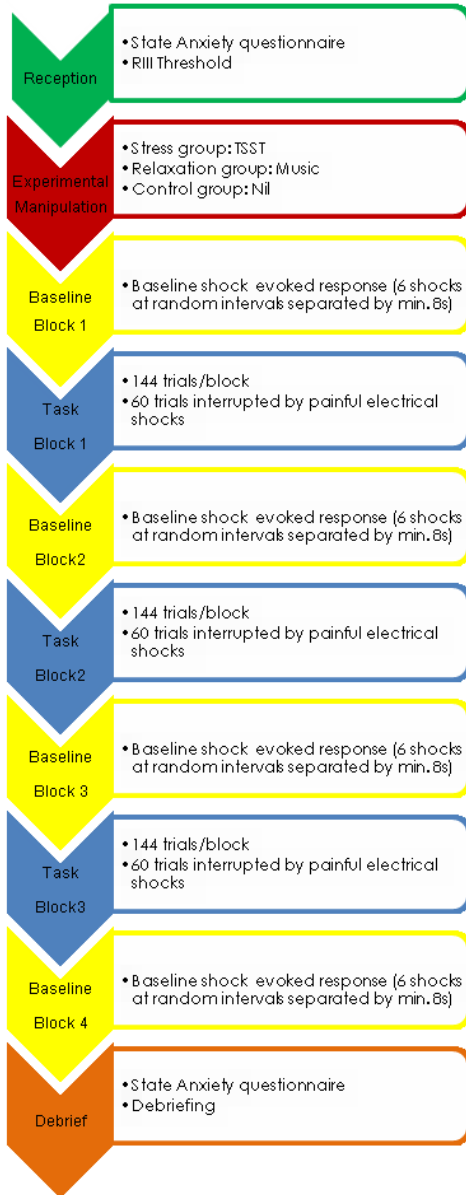 Reception
• State Anxiety questionnaire
• RIII Threshold
Experimental
Manipulation
• Stress group: TSST
• Relaxation group: Music
• Control group: Nil
Baseline
Block 1
• Baseline shock evoked response (6 shocks
at random intervals separated by min. 8s)
Task
Block 1
• 144 trials/block
• 60 trials interrupted by painful electrical
shocks
Baseline
Block2
• Baseline shock evoked response (6 shocks
at random intervals separated by min. 8s)
Task
Block2
• 144 trials/block
• 60 trials interrupted by painful electrical
shocks
Baseline
Block 3
• Baseline shock evoked response (6 shocks
at random intervals separated by min. 8s)
Task
Block3
• 144 trials/block
• 60 trials interrupted by painful electrical
shocks
Baseline
Block 4
• Baseline shock evoked response (6 shocks
at random intervals separated by min. 8s)
Debrief
• State Anxiety questionnaire
• Debriefing